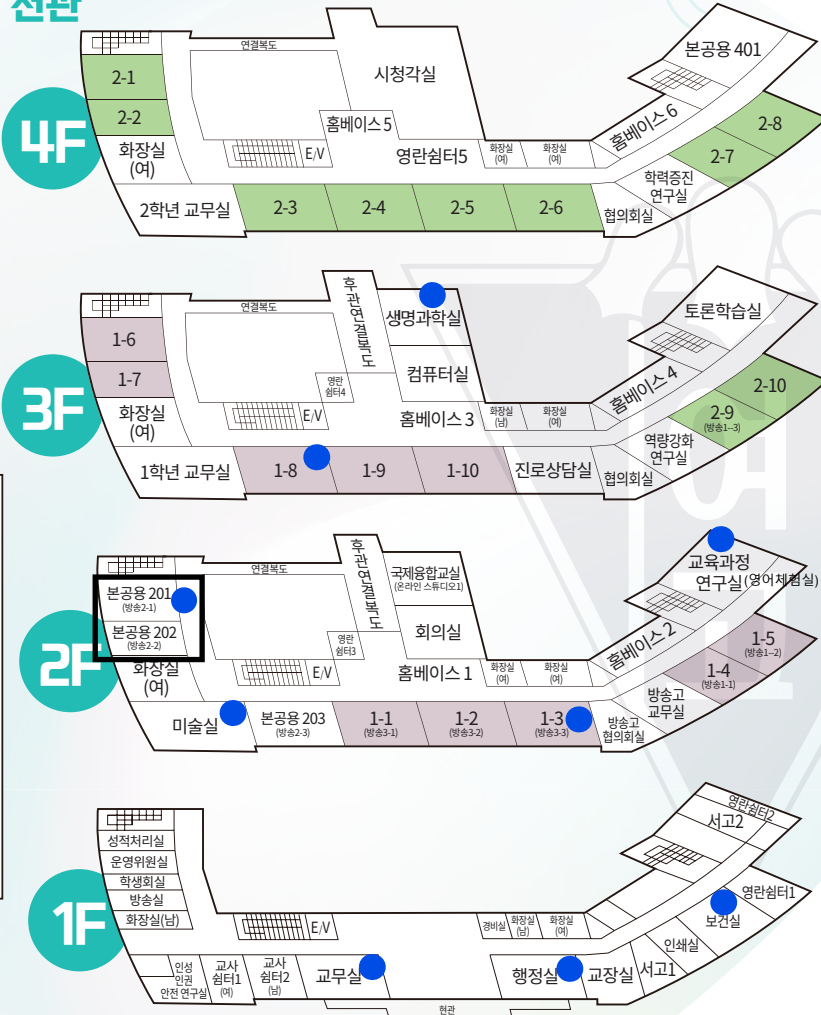 전관
4F
연결복도
시청각실
본공용 401
2-1
2-2
화장실
(여)
홈베이스 5
E/V
영란쉼터5
화장실
(여)
화장실
(여)
홈베이스 6
2-8
2-7
학력증진
연구실
협의회실
2학년 교무실
2-3
2-4
2-5
2-6
3F
연결복도
후관연결복도
생명과학실
컴퓨터실
토론학습실
1-6
1-7
화장실
(여)
영란
쉼터4
E/V
홈베이스 3
화장실
(남)
화장실
(여)
홈베이스 4
2-10
2-9
(방송1-3)
역량강화
연구실
협의회실
1학년 교무실
1-8
1-9
1-10
진로상담실
2F
연결복도
후관연결복도
국제융합교실
(온라인 스튜디오1)
회의실
교육과정
연구실(영어체험실)
본공용 201
(방송2-1)
본공용 202
(방송2-2)
화장실
(여)
영란
쉼터3
E/V
홈베이스 1
화장실
(여)
화장실
(여)
홈베이스 2
1-5
(방송1-2)
1-4
(방송1-1)
방송고
교무실
방송고
협의회실
미술실
본공용 203
(방송2-3)
1-1
(방송3-1)
1-2
(방송3-2)
1-3
(방송3-3)
1F
성적처리실
운영위원실
학생회실
방송실
화장실(남)
E/V
경비실
화장실
(남)
화장실
(여)
영란쉼터2
서고2
영란쉼터1
보건실
인쇄실
서고1
교장실
행정실
인성
인권
안전 연구실
교사
쉼터1
(여)
교사
쉼터2
(남)
교무실
현관
여고